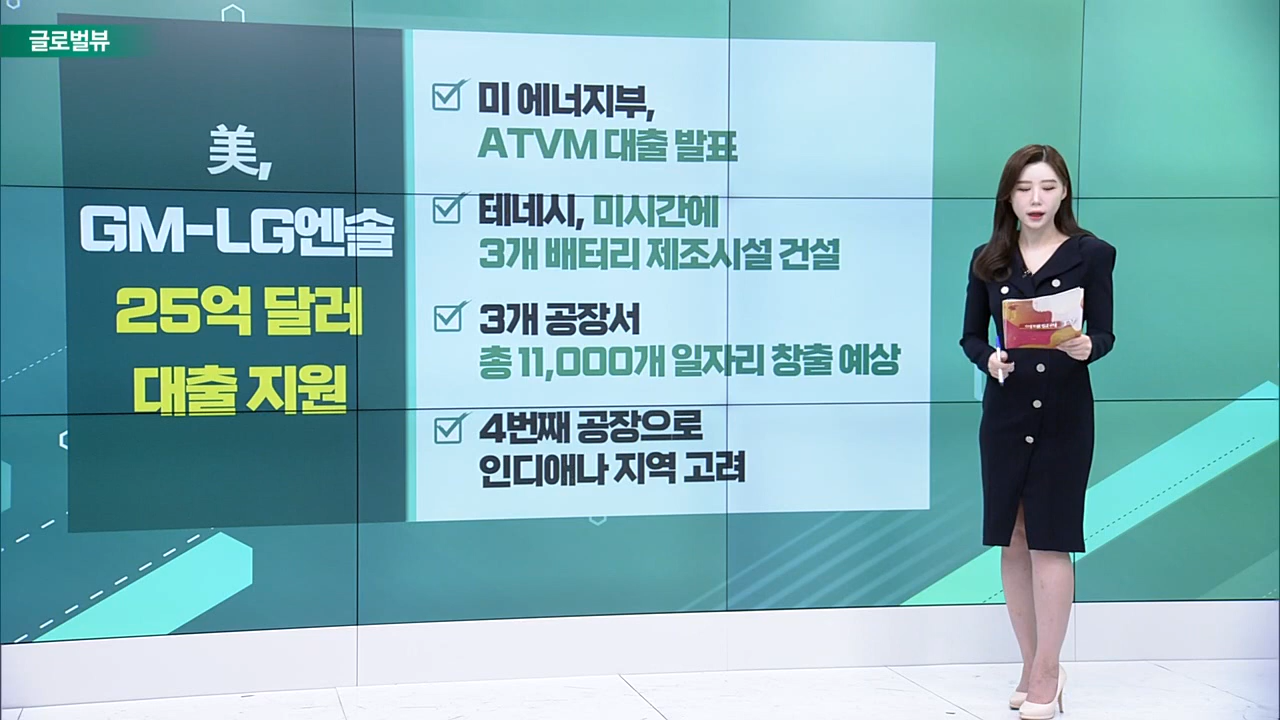 글로벌뷰
美,
GM-LG엔솔
25억 달러
대출 지원
미 에너지부,
ATVM 대출 발표
테네시, 미시간에
3개 배터리 제조시설 건설
3개 공장서
총 11,000개 일자리 창출 예상
4번째 공장으로
인디애나 지역 고려